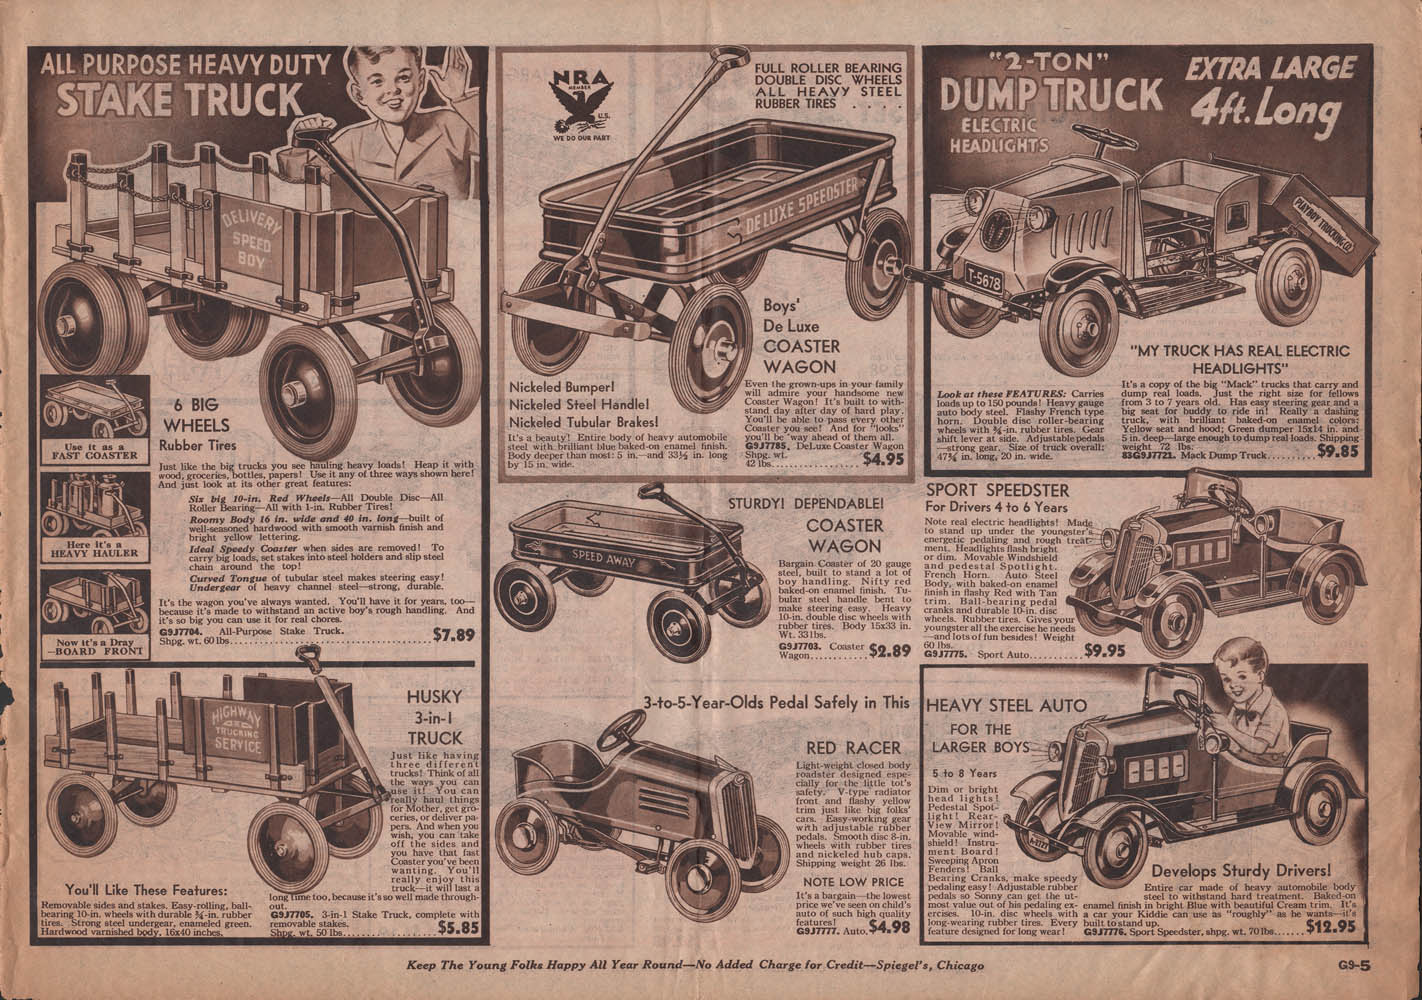 ALL PURPOSE HEAVY DUTY
STAKE TRUCK
DELIVERY
SPEED
BOY
Use it as a
FAST COASTER
Here it's a
HEAVY HAULER
Now it's a Dray
—BOARD FRONT
6 BIG
WHEELS
Rubber Tires
Just like the big trucks you see hauling heavy loads! Heap it with
wood, groceries, bottles, papers! Use it any of three ways shown here!
And just look at its other great features:
Six big 10-in. Red Wheels—All Double Disc—All
Roller Bearing—All with 1-in. Rubber Tires!
Roomy Body 16 in. wide and 40 in. long—built of
well-seasoned hardwood with smooth varnish finish and
bright yellow lettering.
Ideal Speedy Coaster when sides are removed! To
carry big loads, set stakes into steel holders and slip steel
chain around the top!
Curved Tongue of tubular steel makes steering easy!
Undergear of heavy channel steel—strong, durable.
It's the wagon you've always wanted. You'll have it for years, too—
because it's made to withstand an active boy's rough handling. And
it's so big you can use it for real chores.
G9J7704. All-Purpose Stake Truck.
Shpg. wt. 60 lbs. $7.89
HIGHWAY
TRUCKING
SERVICE
HUSKY
3-in-1
TRUCK
Just like having
three different
trucks! Think of all
the ways you can
use it! You can
really haul things
for Mother, get gro-
ceries, or deliver pa-
pers. And when you
wish, you can take
off the sides and
you have that fast
Coaster you've been
wanting. You'll
really enjoy this
truck—it will last a
long time too, because it's so well made through-
out.
G9J7705. 3-in-1 Stake Truck, complete with
removable stakes.
Shpg. wt. 50 lbs. $5.85
You'll Like These Features:
Removable sides and stakes. Easy-rolling, ball-
bearing 10-in. wheels with durable ¾-in. rubber
tires. Strong steel undergear, enameled green.
Hardwood varnished body, 16x40 inches.
NRA
MEMBER
U.S.
WE DO OUR PART
FULL ROLLER BEARING
DOUBLE DISC WHEELS
ALL HEAVY STEEL
RUBBER TIRES . . . .
DE LUXE SPEEDSTER
Boys'
De Luxe
COASTER
WAGON
Nickeled Bumper!
Nickeled Steel Handle!
Nickeled Tubular Brakes!
It's a beauty! Entire body of heavy automobile
steel with brilliant blue baked-on enamel finish.
Body deeper than most: 5 in.—and 33½ in. long
by 15 in. wide.
Even the grown-ups in your family
will admire your handsome new
Coaster Wagon! It's built to with-
stand day after day of hard play.
You'll be able to pass every other
Coaster you see! And for "looks"
you'll be 'way ahead of them all.
G9J7785. DeLuxe Coaster Wagon
Shpg. wt.
42 lbs. $4.95
SPEED AWAY
STURDY! DEPENDABLE!
COASTER
WAGON
Bargain Coaster of 20 gauge
steel, built to stand a lot of
boy handling. Nifty red
baked-on enamel finish. Tu-
bular steel handle bent to
make steering easy. Heavy
10-in. double disc wheels with
rubber tires. Body 15x33 in.
Wt. 33 lbs.
G9J7703. Coaster
Wagon $2.89
3-to-5-Year-Olds Pedal Safely in This
RED RACER
Light-weight closed body
roadster designed espe-
cially for the little tot's
safety. V-type radiator
front and flashy yellow
trim just like big folks'
cars. Easy-working gear
with adjustable rubber
pedals. Smooth disc 8-in.
wheels with rubber tires
and nickeled hub caps.
Shipping weight 26 lbs.
NOTE LOW PRICE
It's a bargain—the lowest
price we've seen on child's
auto of such high quality
features!
G9J7777. Auto. $4.98
"2-TON"
DUMP TRUCK
ELECTRIC
HEADLIGHTS
EXTRA LARGE
4ft. Long
PLAYBOY TRUCKING CO.
T-5678
"MY TRUCK HAS REAL ELECTRIC
HEADLIGHTS"
Look at these FEATURES: Carries
loads up to 150 pounds! Heavy gauge
auto body steel. Flashy French type
horn. Double disc roller-bearing
wheels with ¾-in. rubber tires. Gear
shift lever at side. Adjustable pedals
—strong gear. Size of truck overall:
47¾ in. long, 20 in. wide.
It's a copy of the big "Mack" trucks that carry and
dump real loads. Just the right size for fellows
from 3 to 7 years old. Has easy steering gear and a
big seat for buddy to ride in! Really a dashing
truck, with brilliant baked-on enamel colors:
Yellow seat and hood; Green dumper 15x14 in. and
5 in. deep—large enough to dump real loads. Shipping
weight 72 lbs.
83G9J7721. Mack Dump Truck $9.85
SPORT SPEEDSTER
For Drivers 4 to 6 Years
Note real electric headlights! Made
to stand up under the youngster's
energetic pedaling and rough treat-
ment. Headlights flash bright
or dim. Movable Windshield
and pedestal Spotlight.
French Horn. Auto Steel
Body, with baked-on enamel
finish in flashy Red with Tan
trim. Ball-bearing pedal
cranks and durable 10-in. disc
wheels. Rubber tires. Gives your
youngster all the exercise he needs
—and lots of fun besides! Weight
60 lbs.
G9J7775. Sport Auto $9.95
HEAVY STEEL AUTO
FOR THE
LARGER BOYS
5 to 8 Years
Dim or bright
head lights!
Pedestal Spot-
light! Rear-
View Mirror!
Movable wind-
shield! Instru-
ment Board!
Sweeping Apron
Fenders! Ball
Bearing Cranks, make speedy
pedaling easy! Adjustable rubber
pedals so Sonny can get the ut-
most value out of his pedaling ex-
ercises. 10-in. disc wheels with
long-wearing rubber tires. Every
feature designed for long wear!
Develops Sturdy Drivers!
Entire car made of heavy automobile body
steel to withstand hard treatment. Baked-on
enamel finish in bright Blue with beautiful Cream trim. It's
a car your Kiddie can use as "roughly" as he wants—it's
built to stand up.
G9J7776. Sport Speedster, shpg. wt. 70 lbs. $12.95
Keep The Young Folks Happy All Year Round—No Added Charge for Credit—Spiegel's, Chicago
G9-5